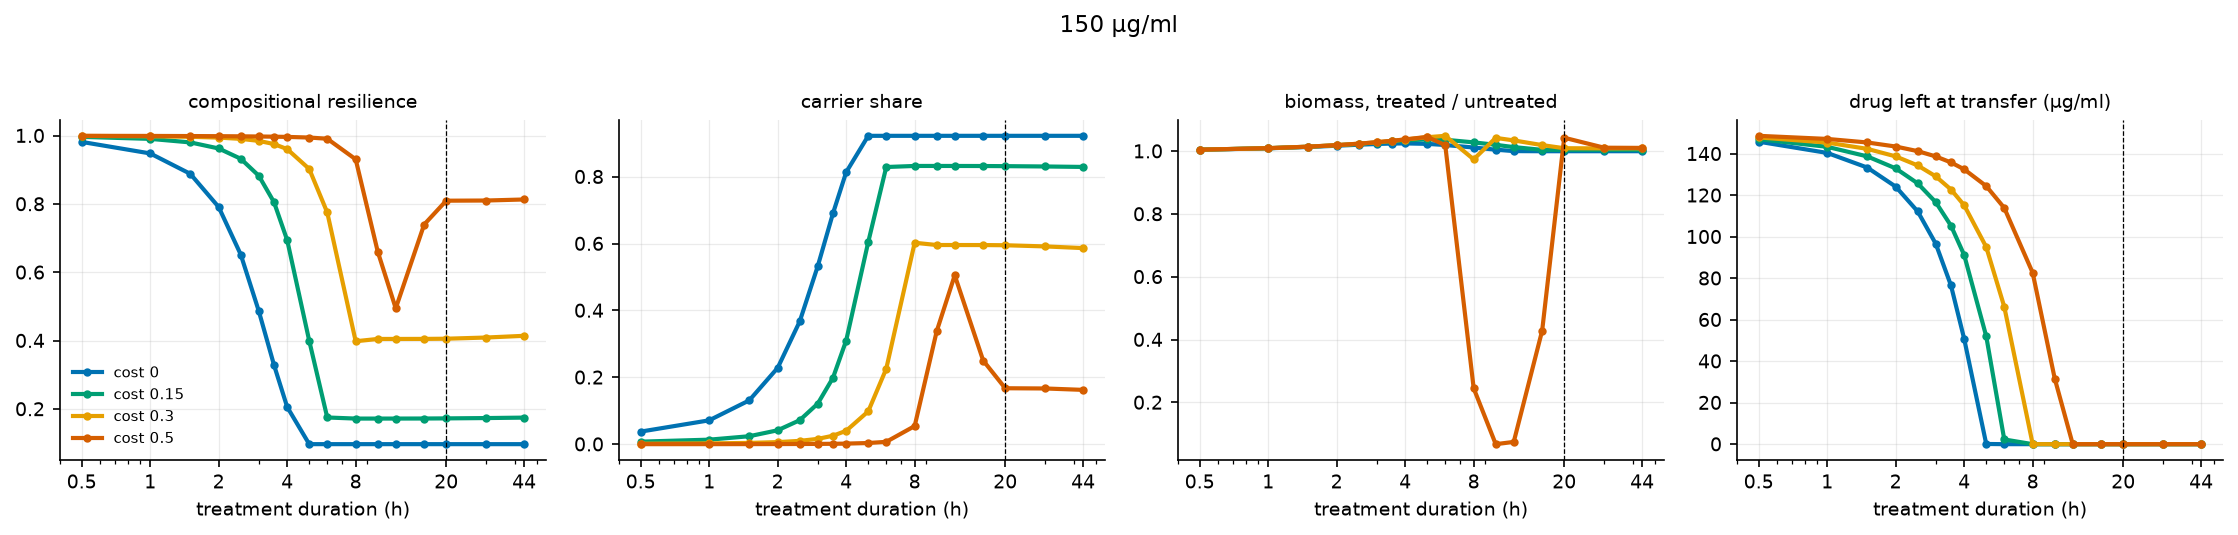 150 µg/ml
compositional resilience
1.0
0.8
0.6
0.4
0.2
cost 0
cost 0.15
cost 0.3
cost 0.5
0.5 1 2 4 8 20 44
treatment duration (h)
carrier share
0.8
0.6
0.4
0.2
0.0
0.5 1 2 4 8 20 44
treatment duration (h)
biomass, treated / untreated
1.0
0.8
0.6
0.4
0.2
0.5 1 2 4 8 20 44
treatment duration (h)
drug left at transfer (µg/ml)
140
120
100
80
60
40
20
0
0.5 1 2 4 8 20 44
treatment duration (h)